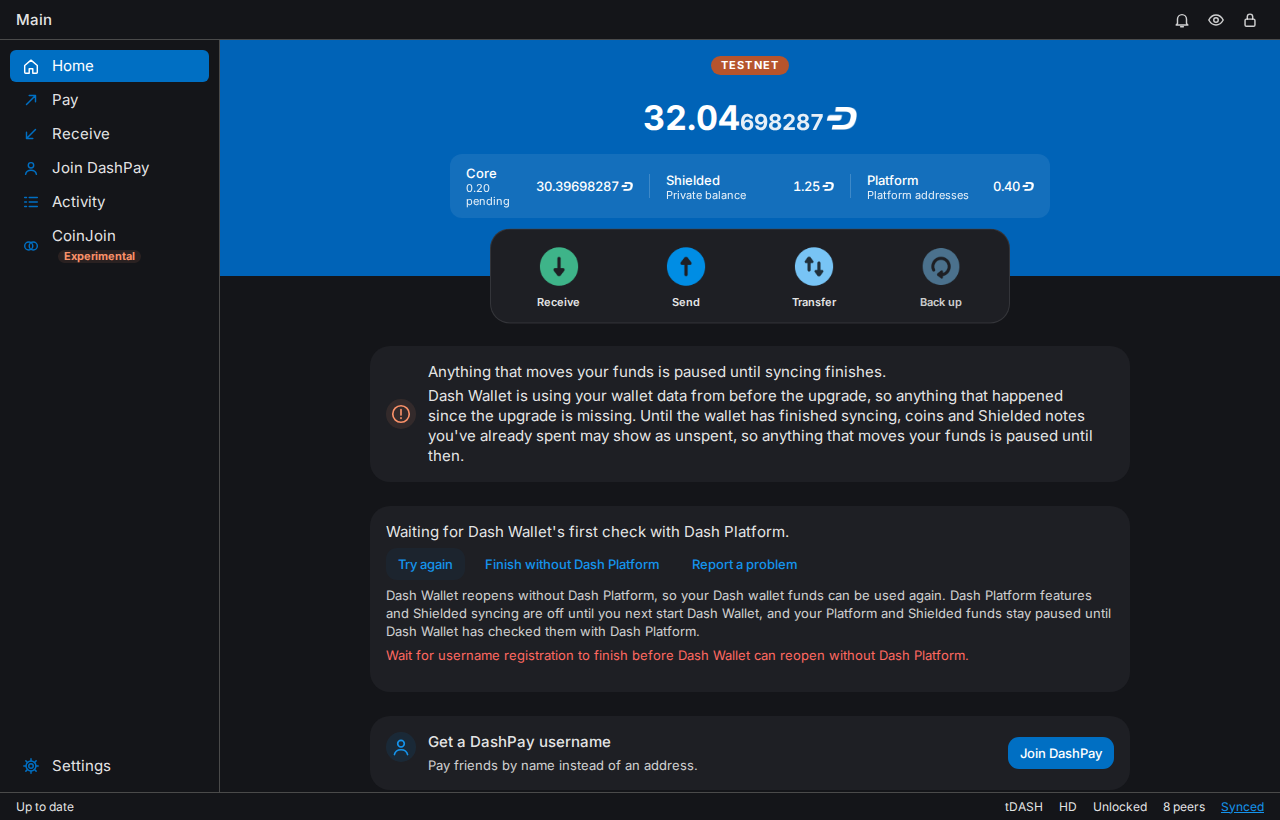 Main
Home
Pay
Receive
Join DashPay
Activity
CoinJoin
Experimental
Settings
TESTNET
32.04698287
Core
0.20
pending
30.39698287
Shielded
Private balance
1.25
Platform
Platform addresses
0.40
Receive
Send
Transfer
Back up
Anything that moves your funds is paused until syncing finishes.
Dash Wallet is using your wallet data from before the upgrade, so anything that happened
since the upgrade is missing. Until the wallet has finished syncing, coins and Shielded notes
you've already spent may show as unspent, so anything that moves your funds is paused until
then.
Waiting for Dash Wallet's first check with Dash Platform.
Try again
Finish without Dash Platform
Report a problem
Dash Wallet reopens without Dash Platform, so your Dash wallet funds can be used again. Dash Platform features
and Shielded syncing are off until you next start Dash Wallet, and your Platform and Shielded funds stay paused until
Dash Wallet has checked them with Dash Platform.
Wait for username registration to finish before Dash Wallet can reopen without Dash Platform.
Get a DashPay username
Pay friends by name instead of an address.
Join DashPay
Up to date
tDASH
HD
Unlocked
8 peers
Synced